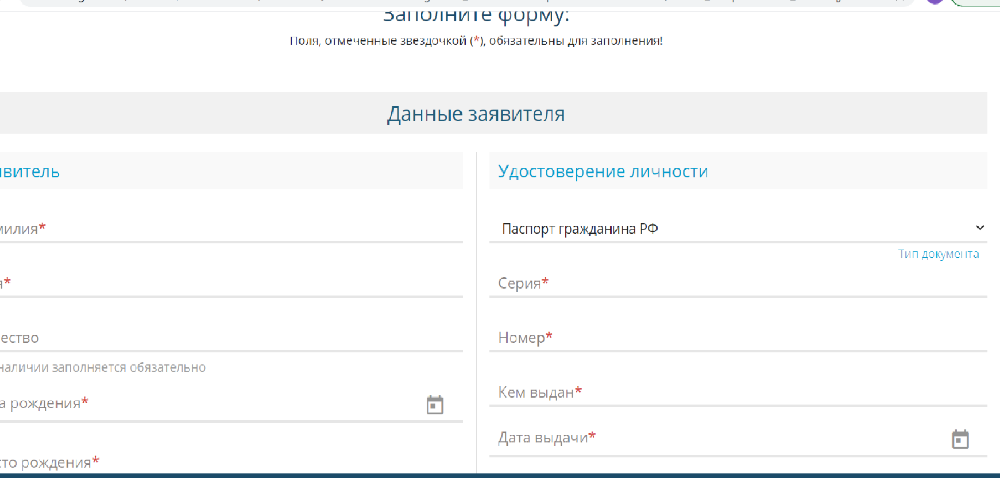 Заполните форму:
Поля, отмеченные звездочкой (*), обязательны для заполнения!
Данные заявителя
явитель
милия*
я*
ество
наличии заполняется обязательно
а рождения*
сто рождения*
Удостоверение личности
Паспорт гражданина РФ
Тип документа
Серия*
Номер*
Кем выдан*
Дата выдачи*